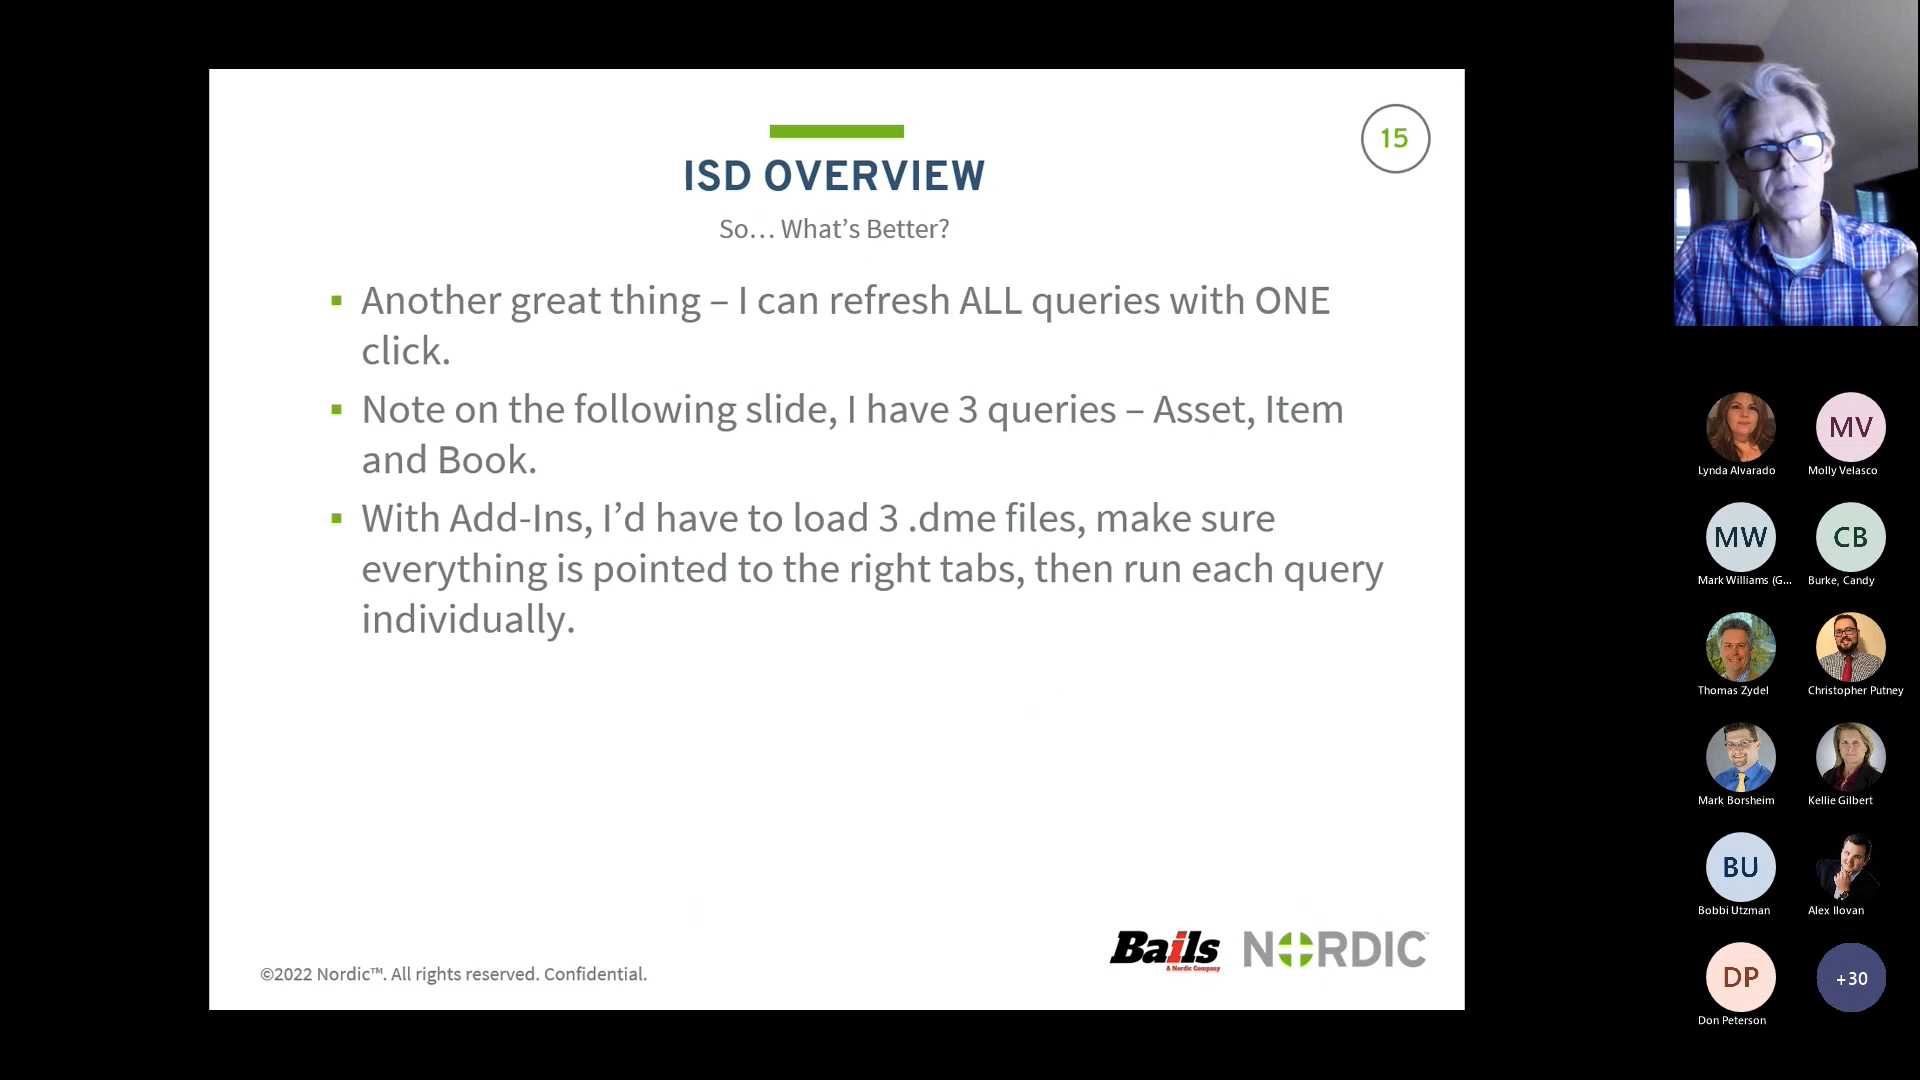 15
ISD OVERVIEW
So… What’s Better?
▪ Another great thing – I can refresh ALL queries with ONE
click.
▪ Note on the following slide, I have 3 queries – Asset, Item
and Book.
▪ With Add-Ins, I’d have to load 3 .dme files, make sure
everything is pointed to the right tabs, then run each query
individually.
©2022 Nordic™. All rights reserved. Confidential.
Bails
A Nordic Company
NORDIC™
Lynda Alvarado
MV
Molly Velasco
MW
Mark Williams (G...
CB
Burke, Candy
Thomas Zydel
Christopher Putney
Mark Borsheim
Kellie Gilbert
BU
Bobbi Utzman
Alex Ilovan
DP
Don Peterson
+30